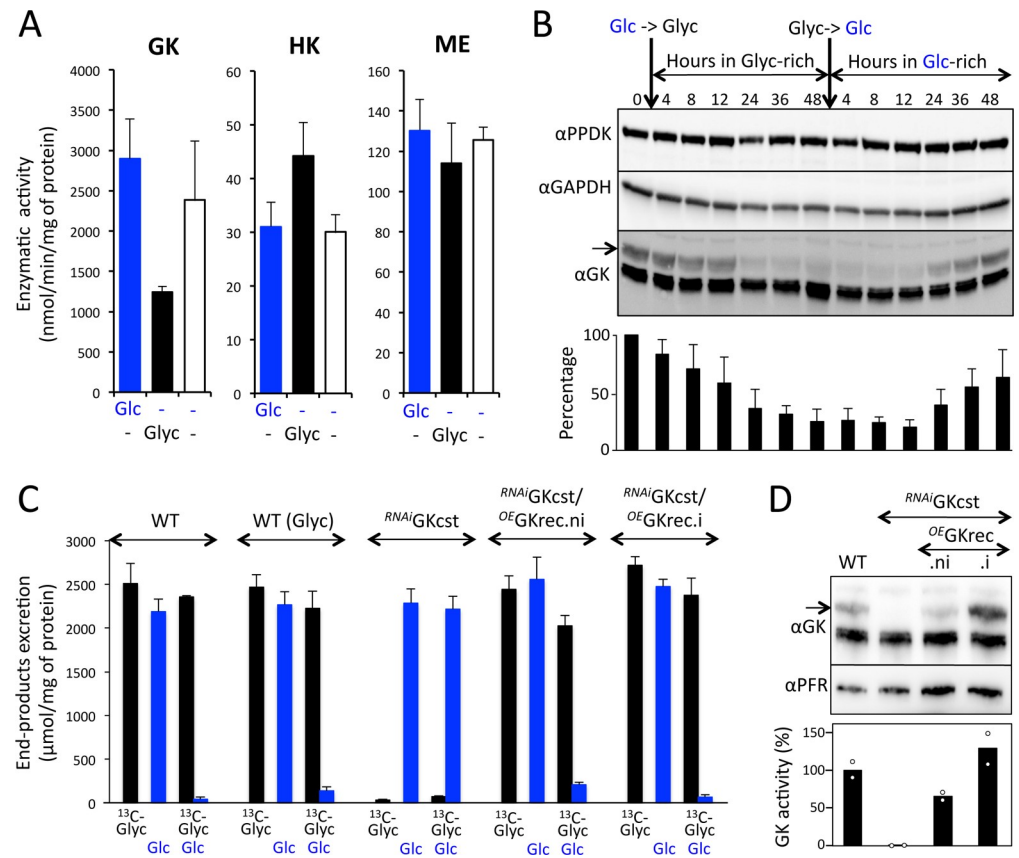 A
GK
HK
ME
Enzymatic activity
(nmol/min/mg of protein)
4000
3500
3000
2500
2000
1500
1000
500
0
60
50
40
30
20
10
0
160
140
120
100
80
60
40
20
0
Glc - -
- Glyc -
Glc - -
- Glyc -
Glc - -
- Glyc -
B
Glc -> Glyc
Glyc-> Glc
Hours in Glyc-rich
Hours in Glc-rich
0 4 8 12 24 36 48 4 8 12 24 36 48
αPPDK
αGAPDH
αGK
Percentage
100
50
0
C
WT
WT (Glyc)
RNAiGKcst
RNAiGKcst/
OEGKrec.ni
RNAiGKcst/
OEGKrec.i
End-products excretion
(µmol/mg of protein)
3000
2500
2000
1500
1000
500
0
13C- 13C- 13C- 13C- 13C- 13C- 13C- 13C- 13C- 13C-
Glyc Glyc Glyc Glyc Glyc Glyc Glyc Glyc Glyc Glyc
Glc Glc Glc Glc Glc Glc Glc Glc Glc Glc
D
RNAiGKcst
OEGKrec
WT
.ni
.i
αGK
αPFR
GK activity (%)
150
100
50
0